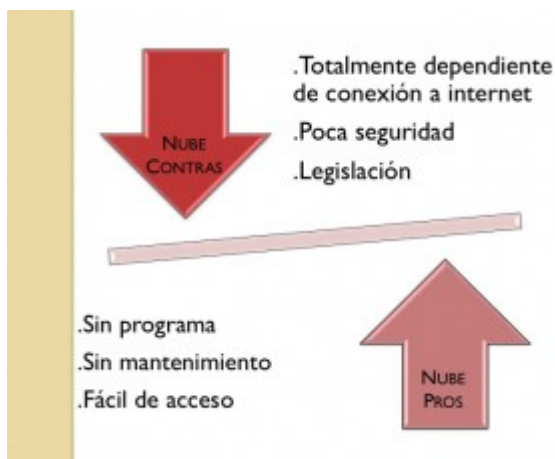 NUBE
CONTRAS
.Totalmente dependiente
de conexión a internet
.Poca seguridad
.Legislación
.Sin programa
.Sin mantenimiento
.Fácil de acceso
NUBE
PROS